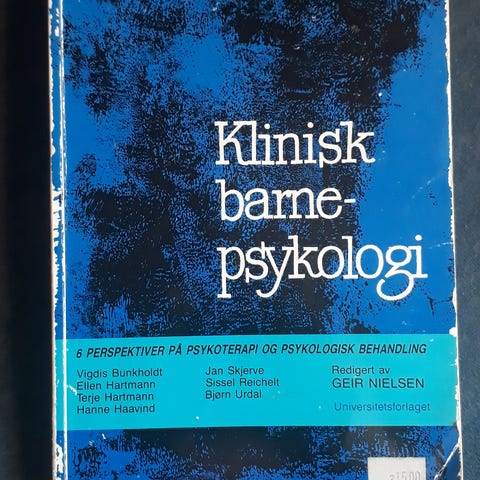 Klinisk
barne-
psykologi
6 PERSPEKTIVER PÅ PSYKOTERAPI OG PSYKOLOGISK BEHANDLING
Vigdis Bunkholdt
Ellen Hartmann
Terje Hartmann
Hanne Haavind
Jan Skjerve
Sissel Reichelt
Bjørn Urdal
Redigert av
GEIR NIELSEN
Universitetsforlaget